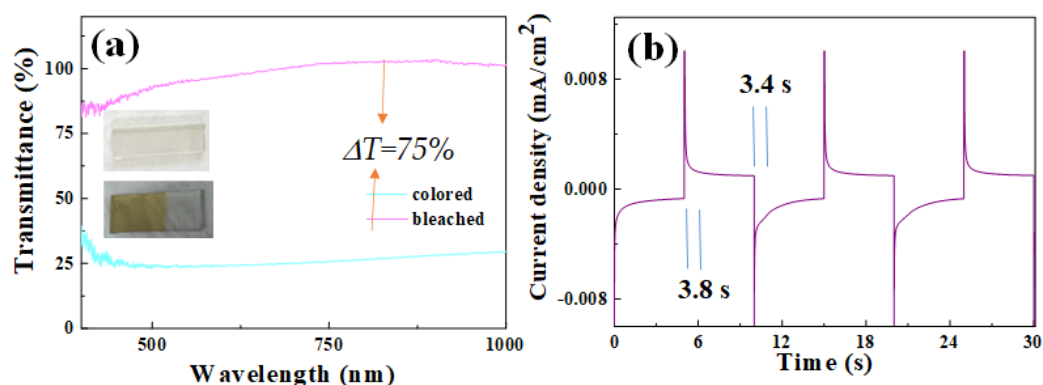 (a)
Transmittance (%)
100
75
50
25
0
ΔT=75%
colored
bleached
500
750
1000
Wavelength (nm)
(b)
Current density (mA/cm²)
0.008
0.000
-0.008
3.4 s
3.8 s
0
6
12
18
24
30
Time (s)